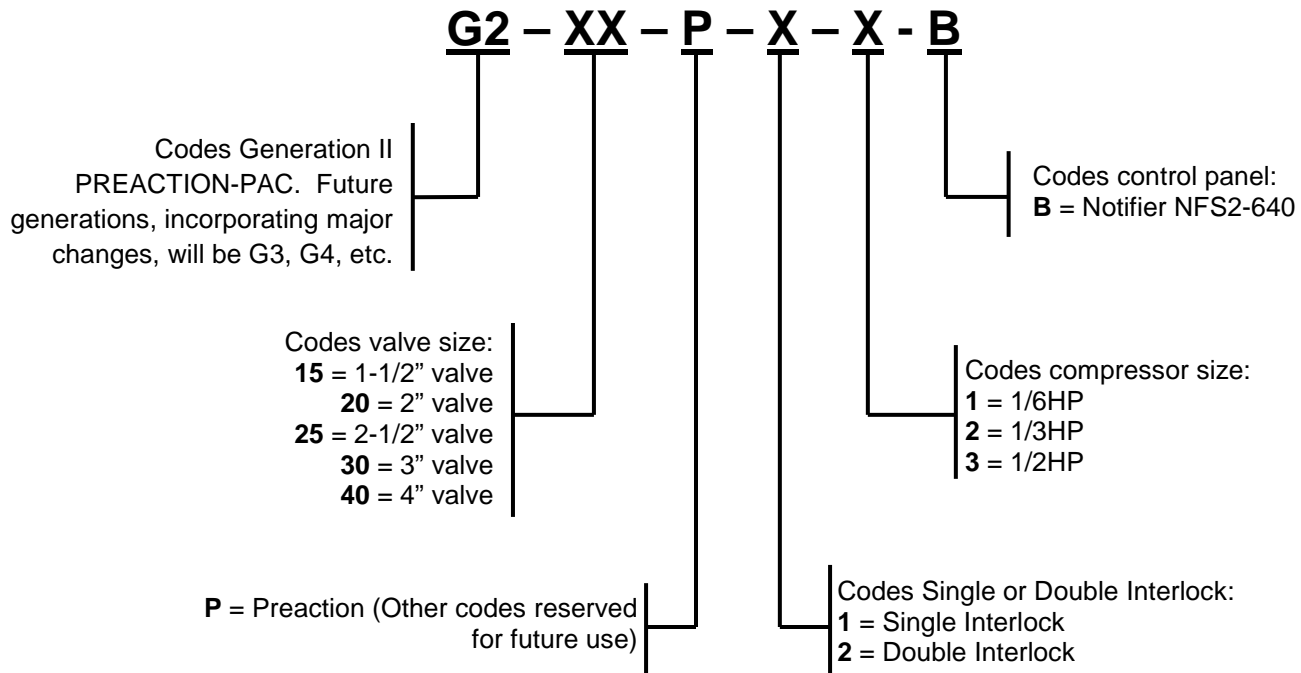 G2 – XX – P – X – X - B
Codes Generation II
PREACTION-PAC.  Future
generations, incorporating major
changes, will be G3, G4, etc.
Codes control panel:
B = Notifier NFS2-640
Codes valve size:
15 = 1-1/2” valve
20 = 2” valve
25 = 2-1/2” valve
30 = 3” valve
40 = 4” valve
Codes compressor size:
1 = 1/6HP
2 = 1/3HP
3 = 1/2HP
P = Preaction (Other codes reserved
for future use)
Codes Single or Double Interlock:
1 = Single Interlock
2 = Double Interlock